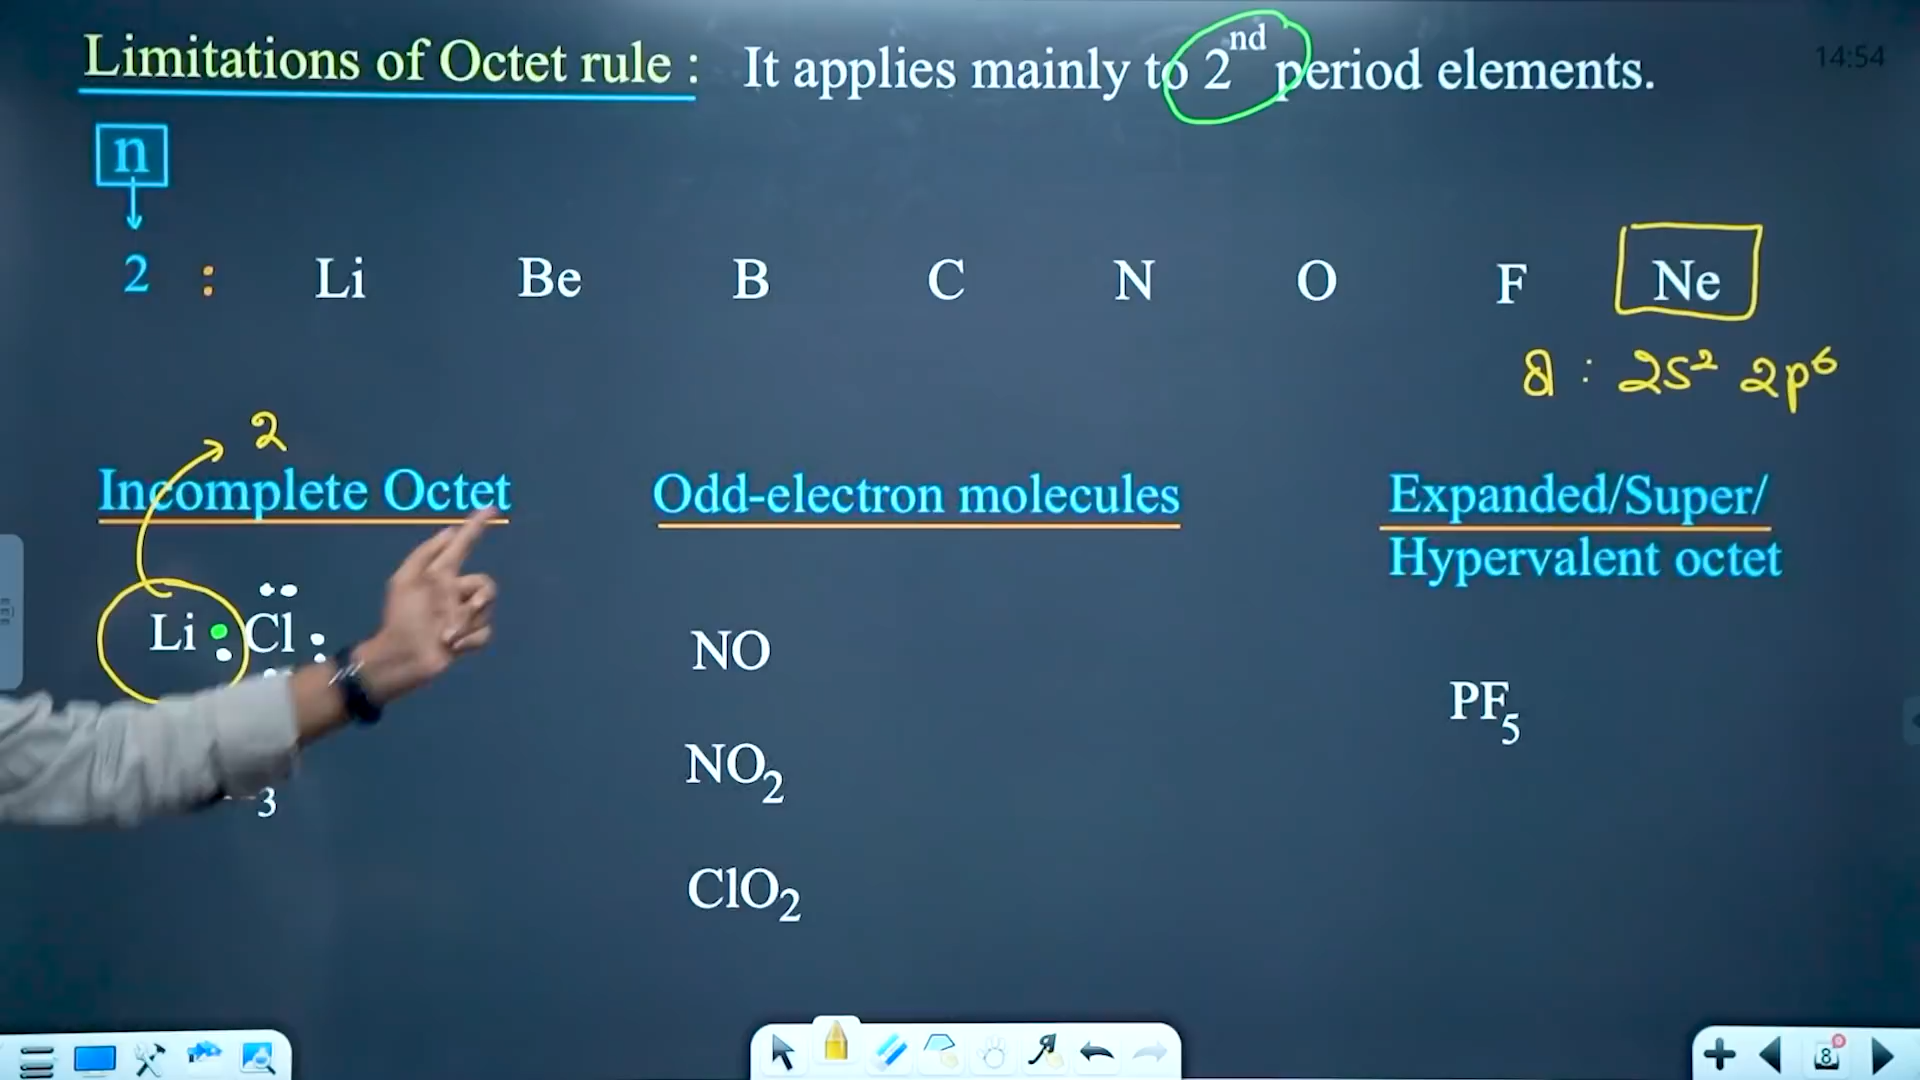 Limitations of Octet rule : It applies mainly to 2nd period elements.
14:54
n
2 : Li Be B C N O F Ne
8 : 2s² 2p⁶
2
Incomplete Octet
Odd-electron molecules
Expanded/Super/
Hypervalent octet
Li Cl
NO
PF₅
NO₂
3
ClO₂
8